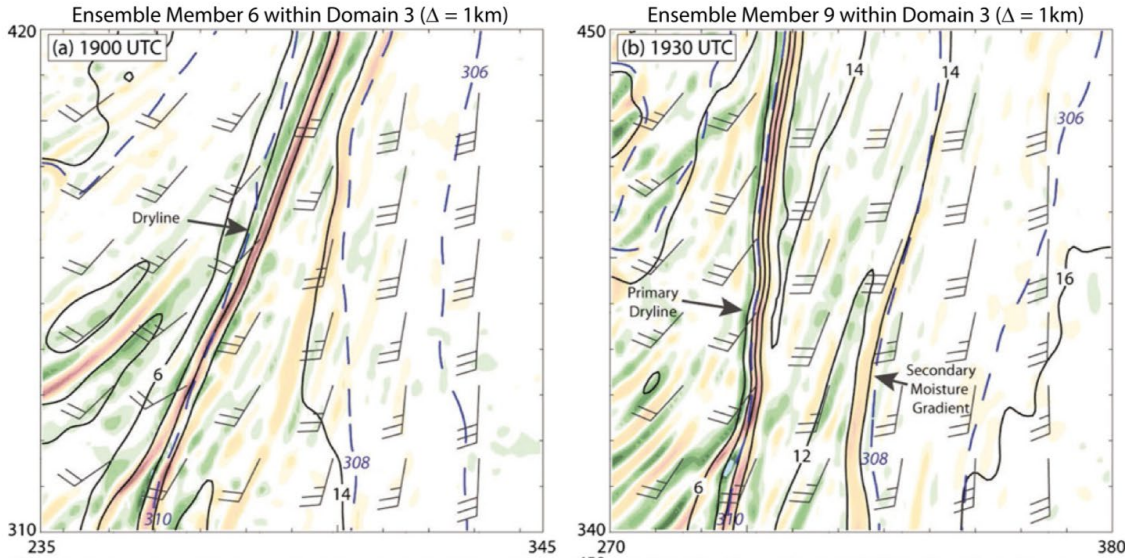 Ensemble Member 6 within Domain 3 (Δ = 1km)
420
(a) 1900 UTC
306
Dryline
6
308
14
310
310
235
345
Ensemble Member 9 within Domain 3 (Δ = 1km)
450
(b) 1930 UTC
14
14
306
16
Primary
Dryline
Secondary
Moisture
Gradient
12
308
6
310
340
270
380